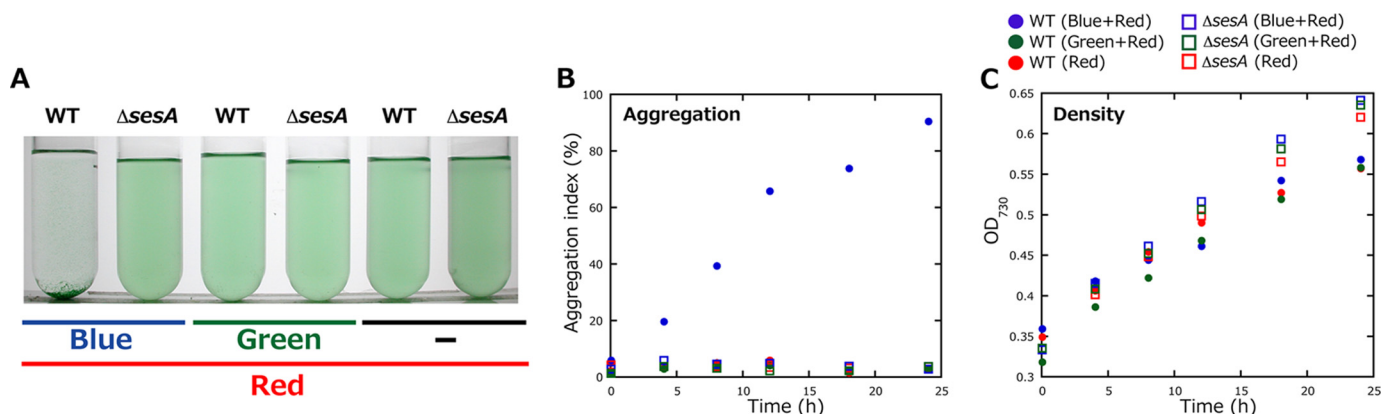 WT (Blue+Red) ΔsesA (Blue+Red)
WT (Green+Red) ΔsesA (Green+Red)
WT (Red) ΔsesA (Red)
A
WT ΔsesA WT ΔsesA WT ΔsesA
Blue Green –
Red
B
Aggregation
100
80
60
40
20
0
Aggregation index (%)
0 5 10 15 20 25
Time (h)
C
Density
0.65
0.6
0.55
0.5
0.45
0.4
0.35
0.3
OD730
0 5 10 15 20 25
Time (h)